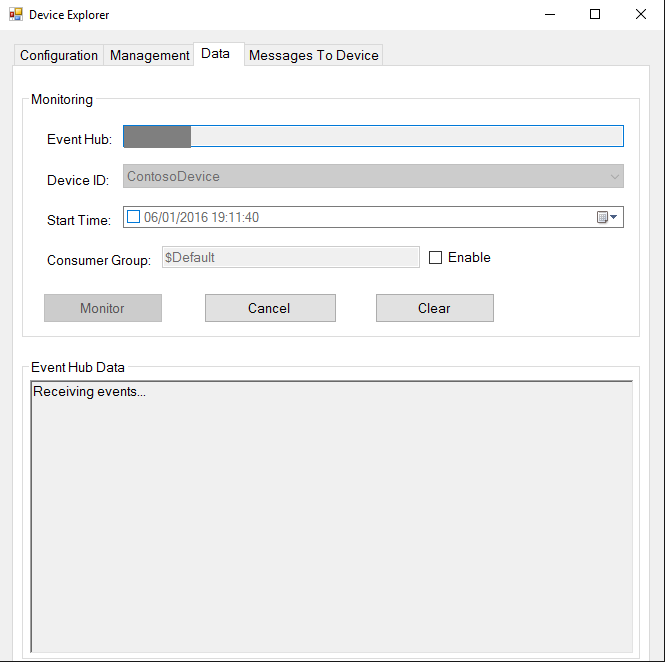 Device Explorer
Configuration Management Data Messages To Device
Monitoring
Event Hub:
Device ID: ContosoDevice
Start Time: 06/01/2016 19:11:40
Consumer Group: $Default Enable
Monitor Cancel Clear
Event Hub Data
Receiving events...